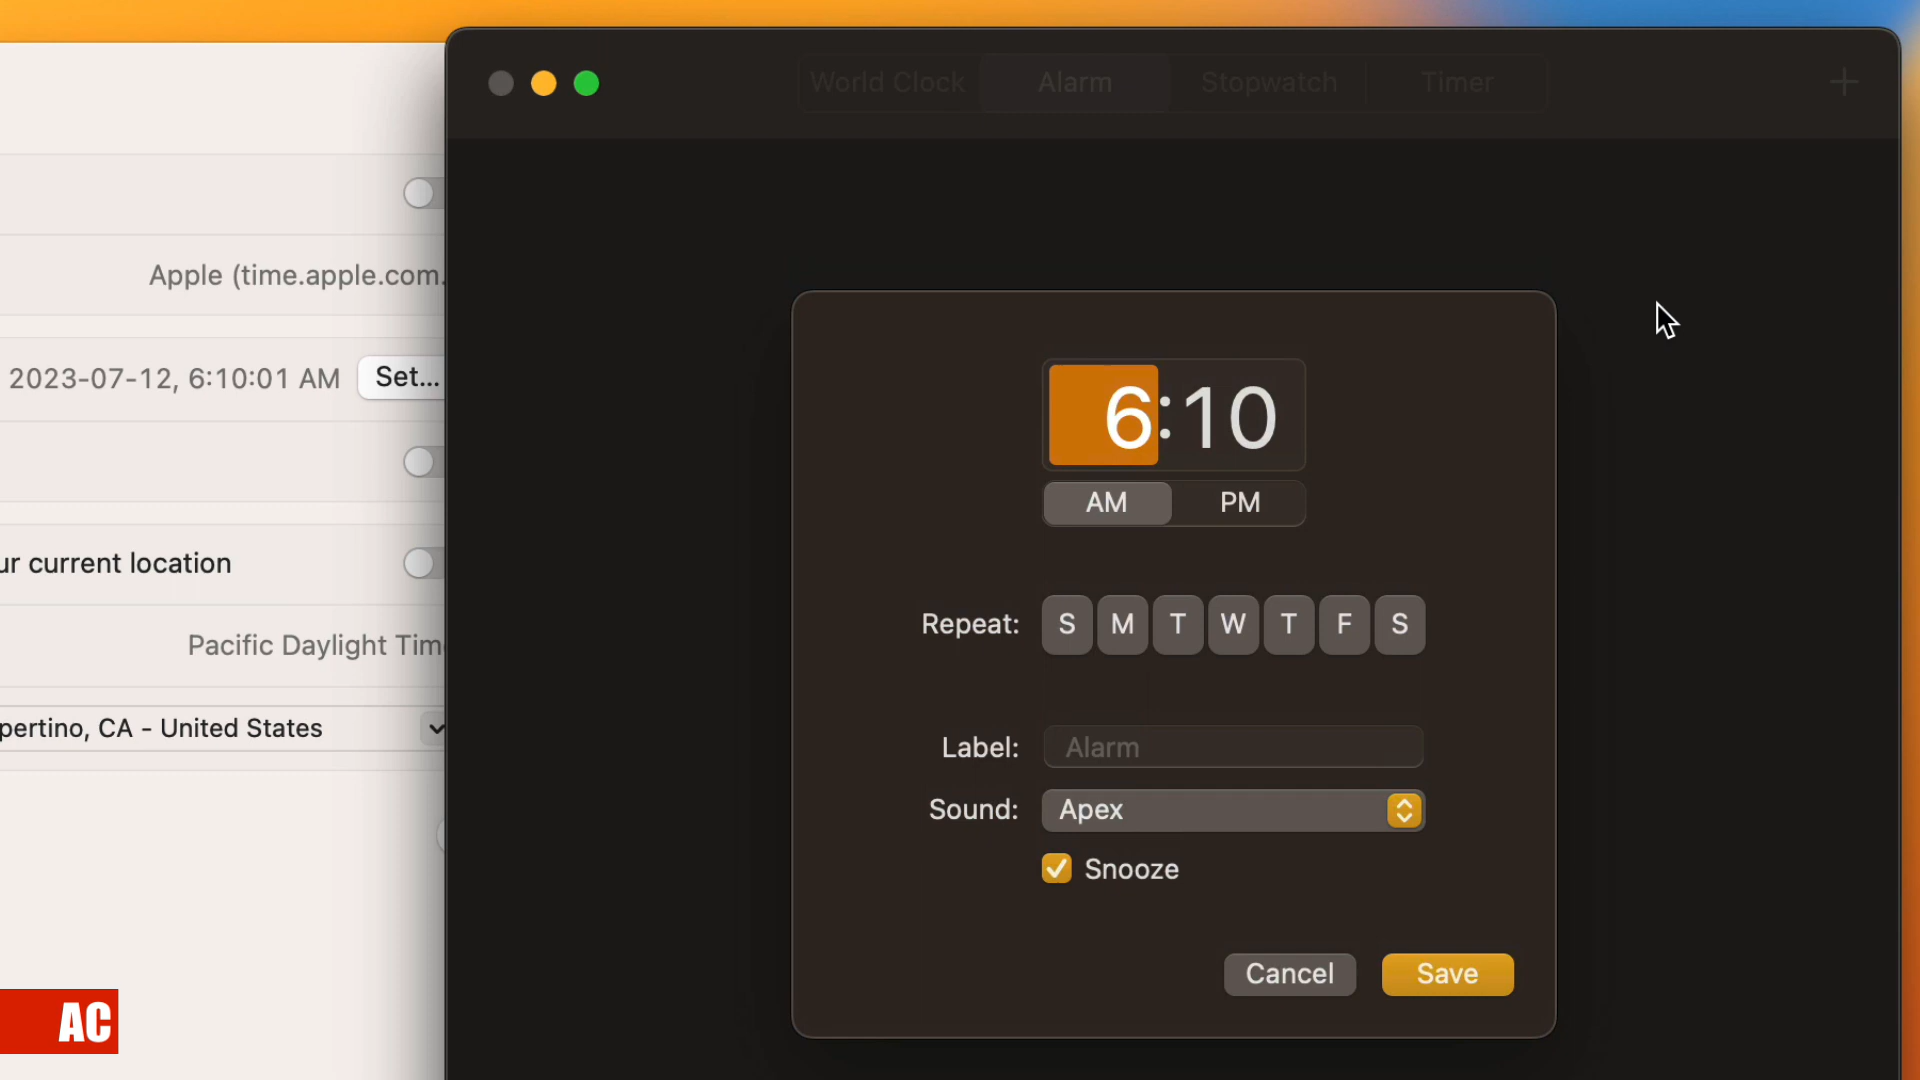 World Clock
Alarm
Stopwatch
Timer
Apple (time.apple.com.
2023-07-12, 6:10:01 AM
Set...
ur current location
Pacific Daylight Tim
pertino, CA - United States
6:10
AM
PM
Repeat:
S M T W T F S
Label:
Alarm
Sound:
Apex
Snooze
Cancel
Save
AC